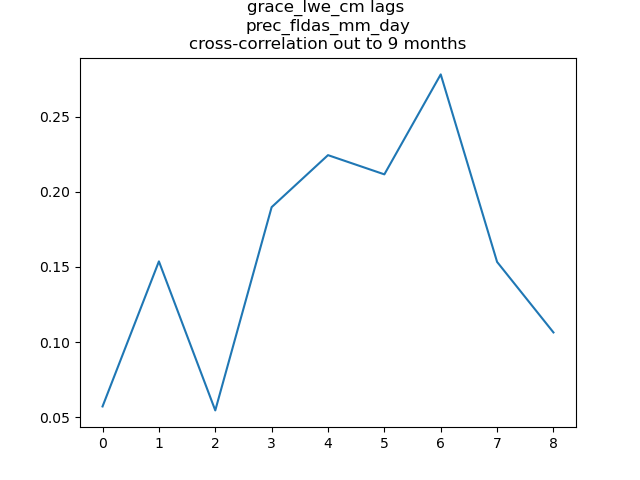 grace_lwe_cm lags
prec_fldas_mm_day
cross-correlation out to 9 months
0.25
0.20
0.15
0.10
0.05
0 1 2 3 4 5 6 7 8